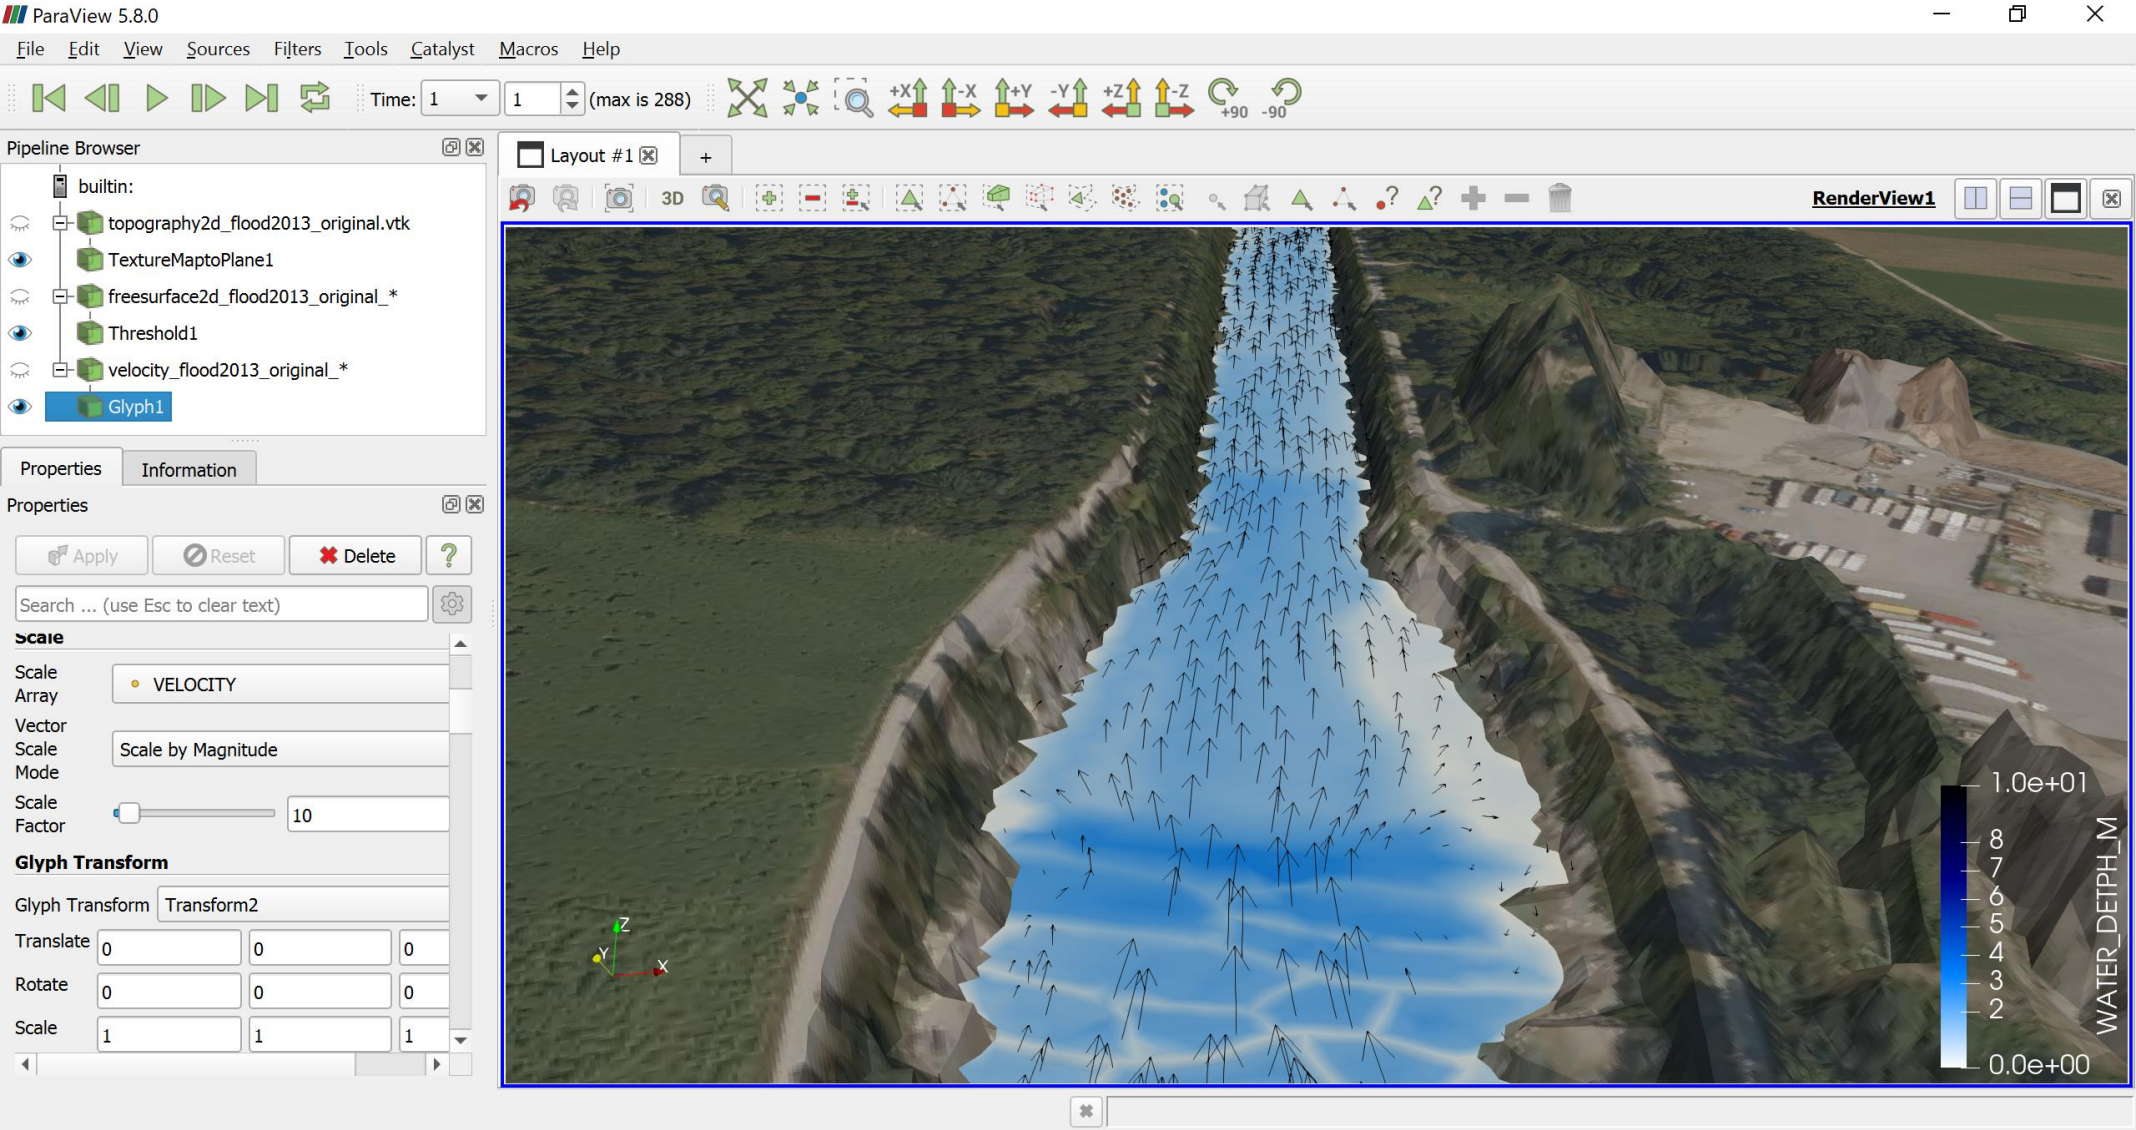 ParaView 5.8.0
File Edit View Sources Filters Tools Catalyst Macros Help
Time: 1 1 (max is 288) +X -X +Y -Y +Z -Z +90 -90
Pipeline Browser
Layout #1 +
builtin:
3D
RenderView1
topography2d_flood2013_original.vtk
TextureMaptoPlane1
freesurface2d_flood2013_original_*
Threshold1
velocity_flood2013_original_*
Glyph1
Properties Information
Properties
Apply Reset Delete ?
Search ... (use Esc to clear text)
Scale
Scale Array
VELOCITY
Vector Scale Mode
Scale by Magnitude
Scale Factor
10
Glyph Transform
Glyph Transform Transform2
Translate 0 0 0
Rotate 0 0 0
Scale 1 1 1
Z
Y
X
1.0e+01
8
7
6
5
4
3
2
0.0e+00
WATER_DETPH_M